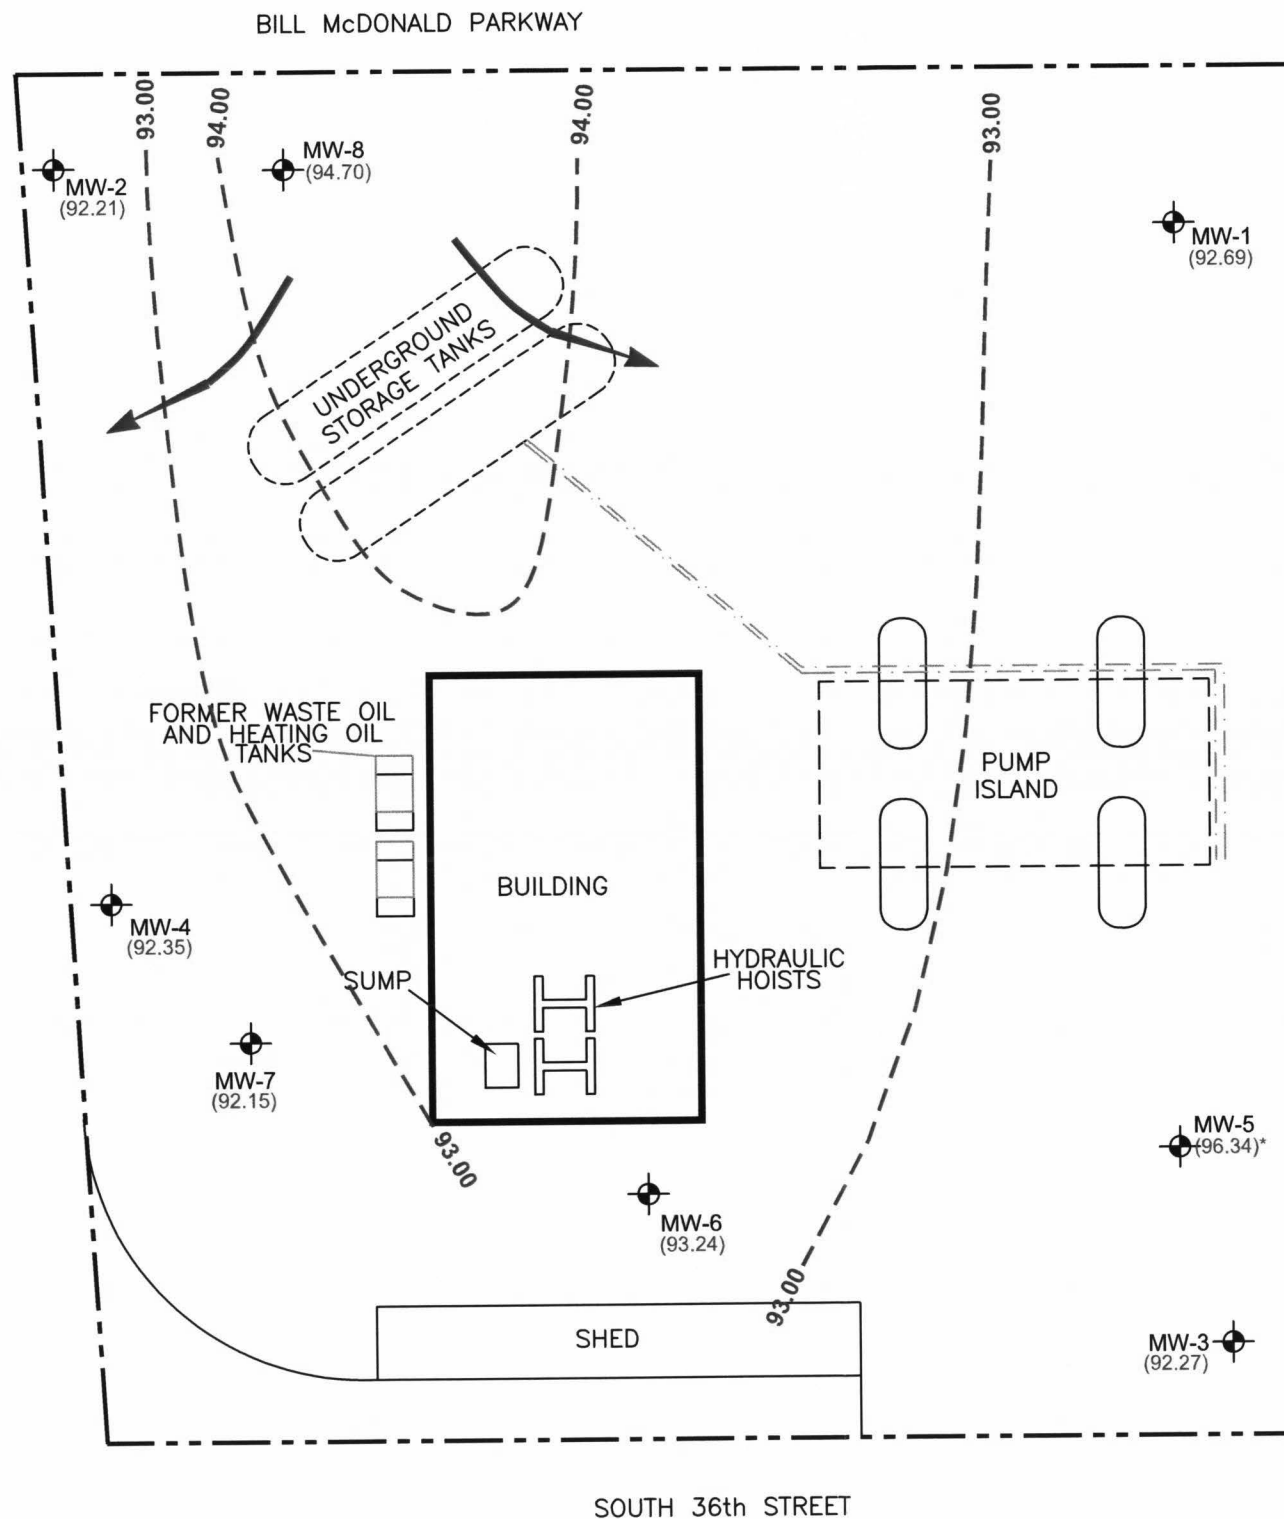 BILL McDONALD PARKWAY
93.00
94.00
94.00
93.00
MW-8
(94.70)
MW-2
(92.21)
MW-1
(92.69)
UNDERGROUND
STORAGE TANKS
FORMER WASTE OIL
AND HEATING OIL
TANKS
PUMP
ISLAND
BUILDING
MW-4
(92.35)
SUMP
HYDRAULIC
HOISTS
MW-7
(92.15)
93.00
MW-5
(96.34)*
MW-6
(93.24)
93.00
SHED
MW-3
(92.27)
SOUTH 36th STREET